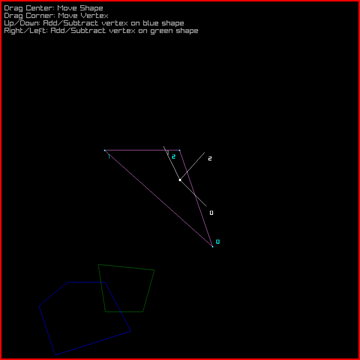 Drag Center: Move Shape
Drag Corner: Move Vertex
Up/Down: Add/Subtract vertex on blue shape
Right/Left: Add/Subtract vertex on green shape
1 2 2
0
0